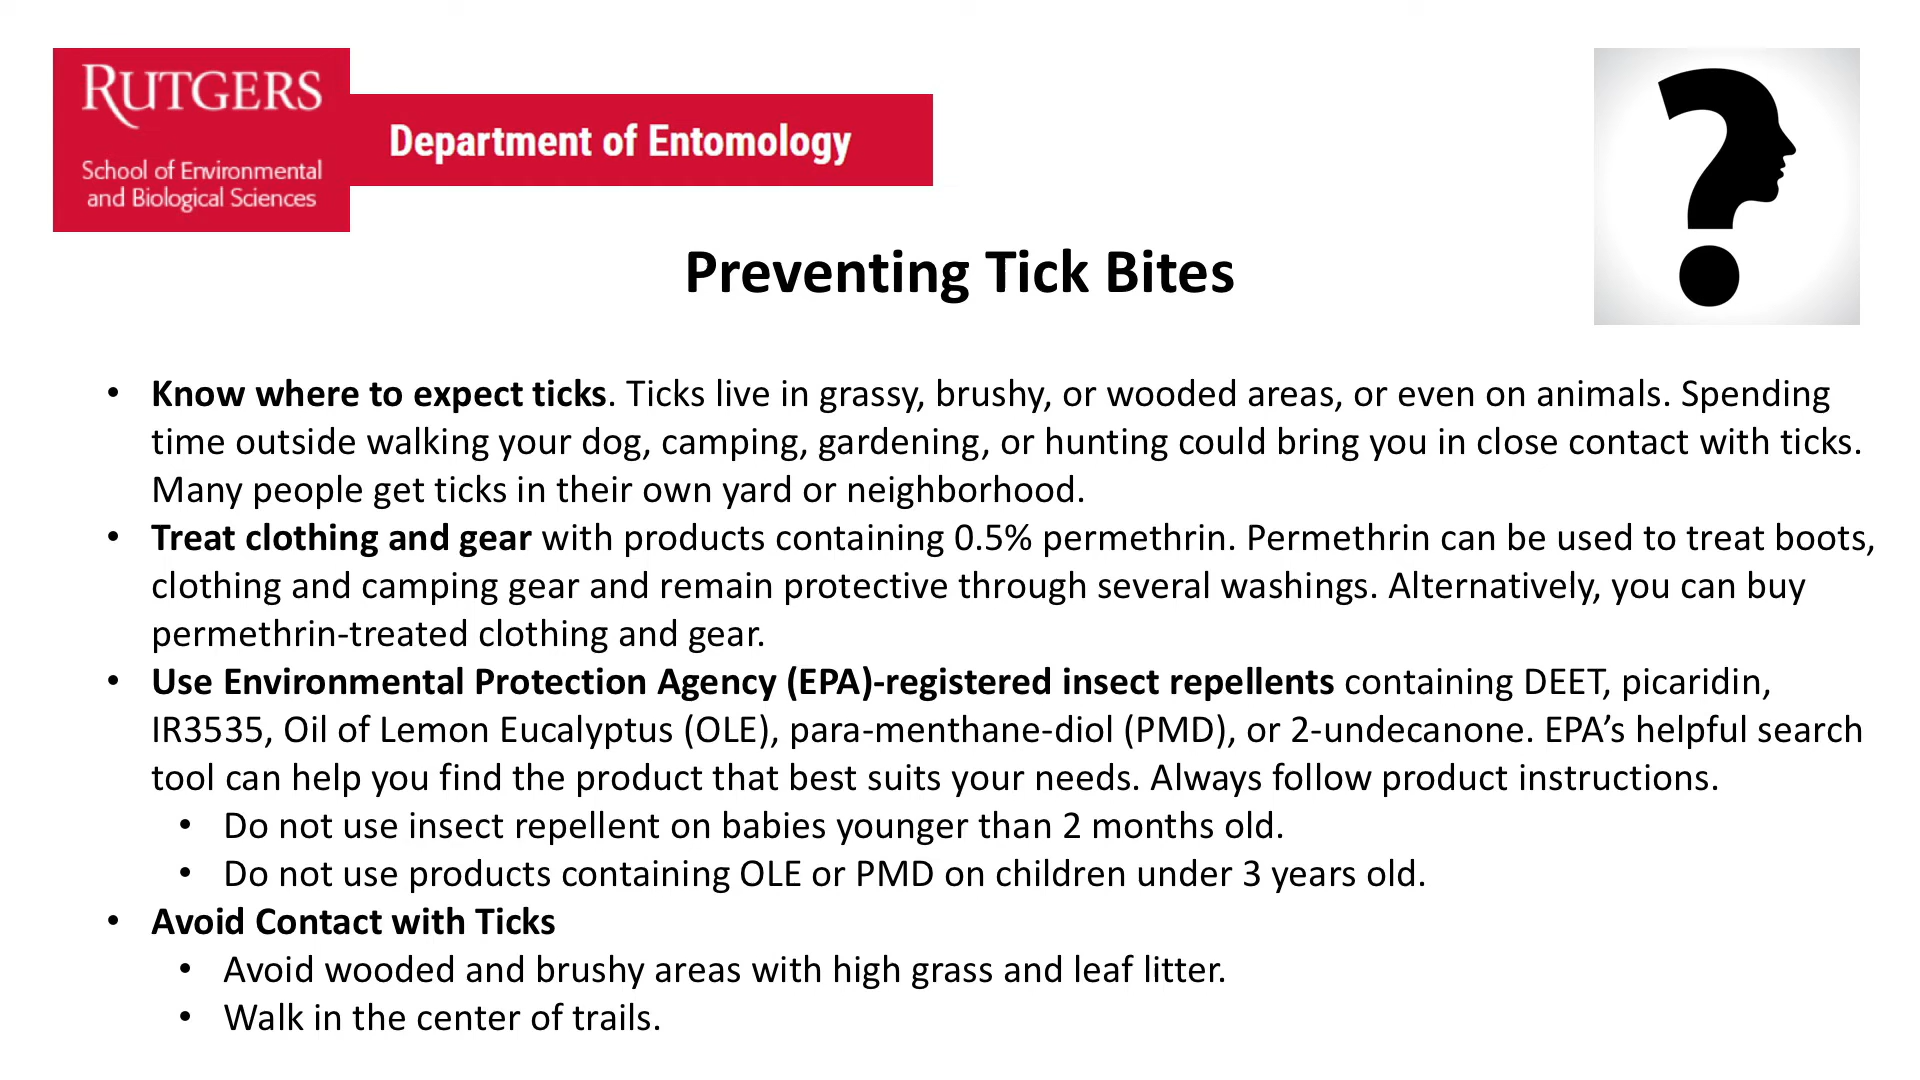 RUTGERS
School of Environmental
and Biological Sciences
Department of Entomology
Preventing Tick Bites
• Know where to expect ticks. Ticks live in grassy, brushy, or wooded areas, or even on animals. Spending
time outside walking your dog, camping, gardening, or hunting could bring you in close contact with ticks.
Many people get ticks in their own yard or neighborhood.
• Treat clothing and gear with products containing 0.5% permethrin. Permethrin can be used to treat boots,
clothing and camping gear and remain protective through several washings. Alternatively, you can buy
permethrin-treated clothing and gear.
• Use Environmental Protection Agency (EPA)-registered insect repellents containing DEET, picaridin,
IR3535, Oil of Lemon Eucalyptus (OLE), para-menthane-diol (PMD), or 2-undecanone. EPA’s helpful search
tool can help you find the product that best suits your needs. Always follow product instructions.
• Do not use insect repellent on babies younger than 2 months old.
• Do not use products containing OLE or PMD on children under 3 years old.
• Avoid Contact with Ticks
• Avoid wooded and brushy areas with high grass and leaf litter.
• Walk in the center of trails.